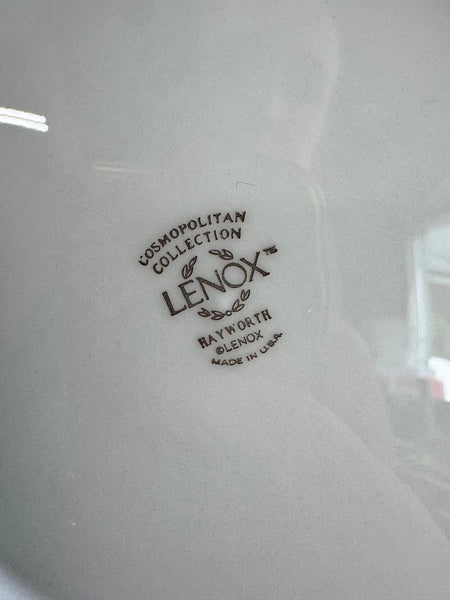 COSMOPOLITAN
COLLECTION
LENOX™
HAYWORTH
©LENOX
MADE IN U.S.A.